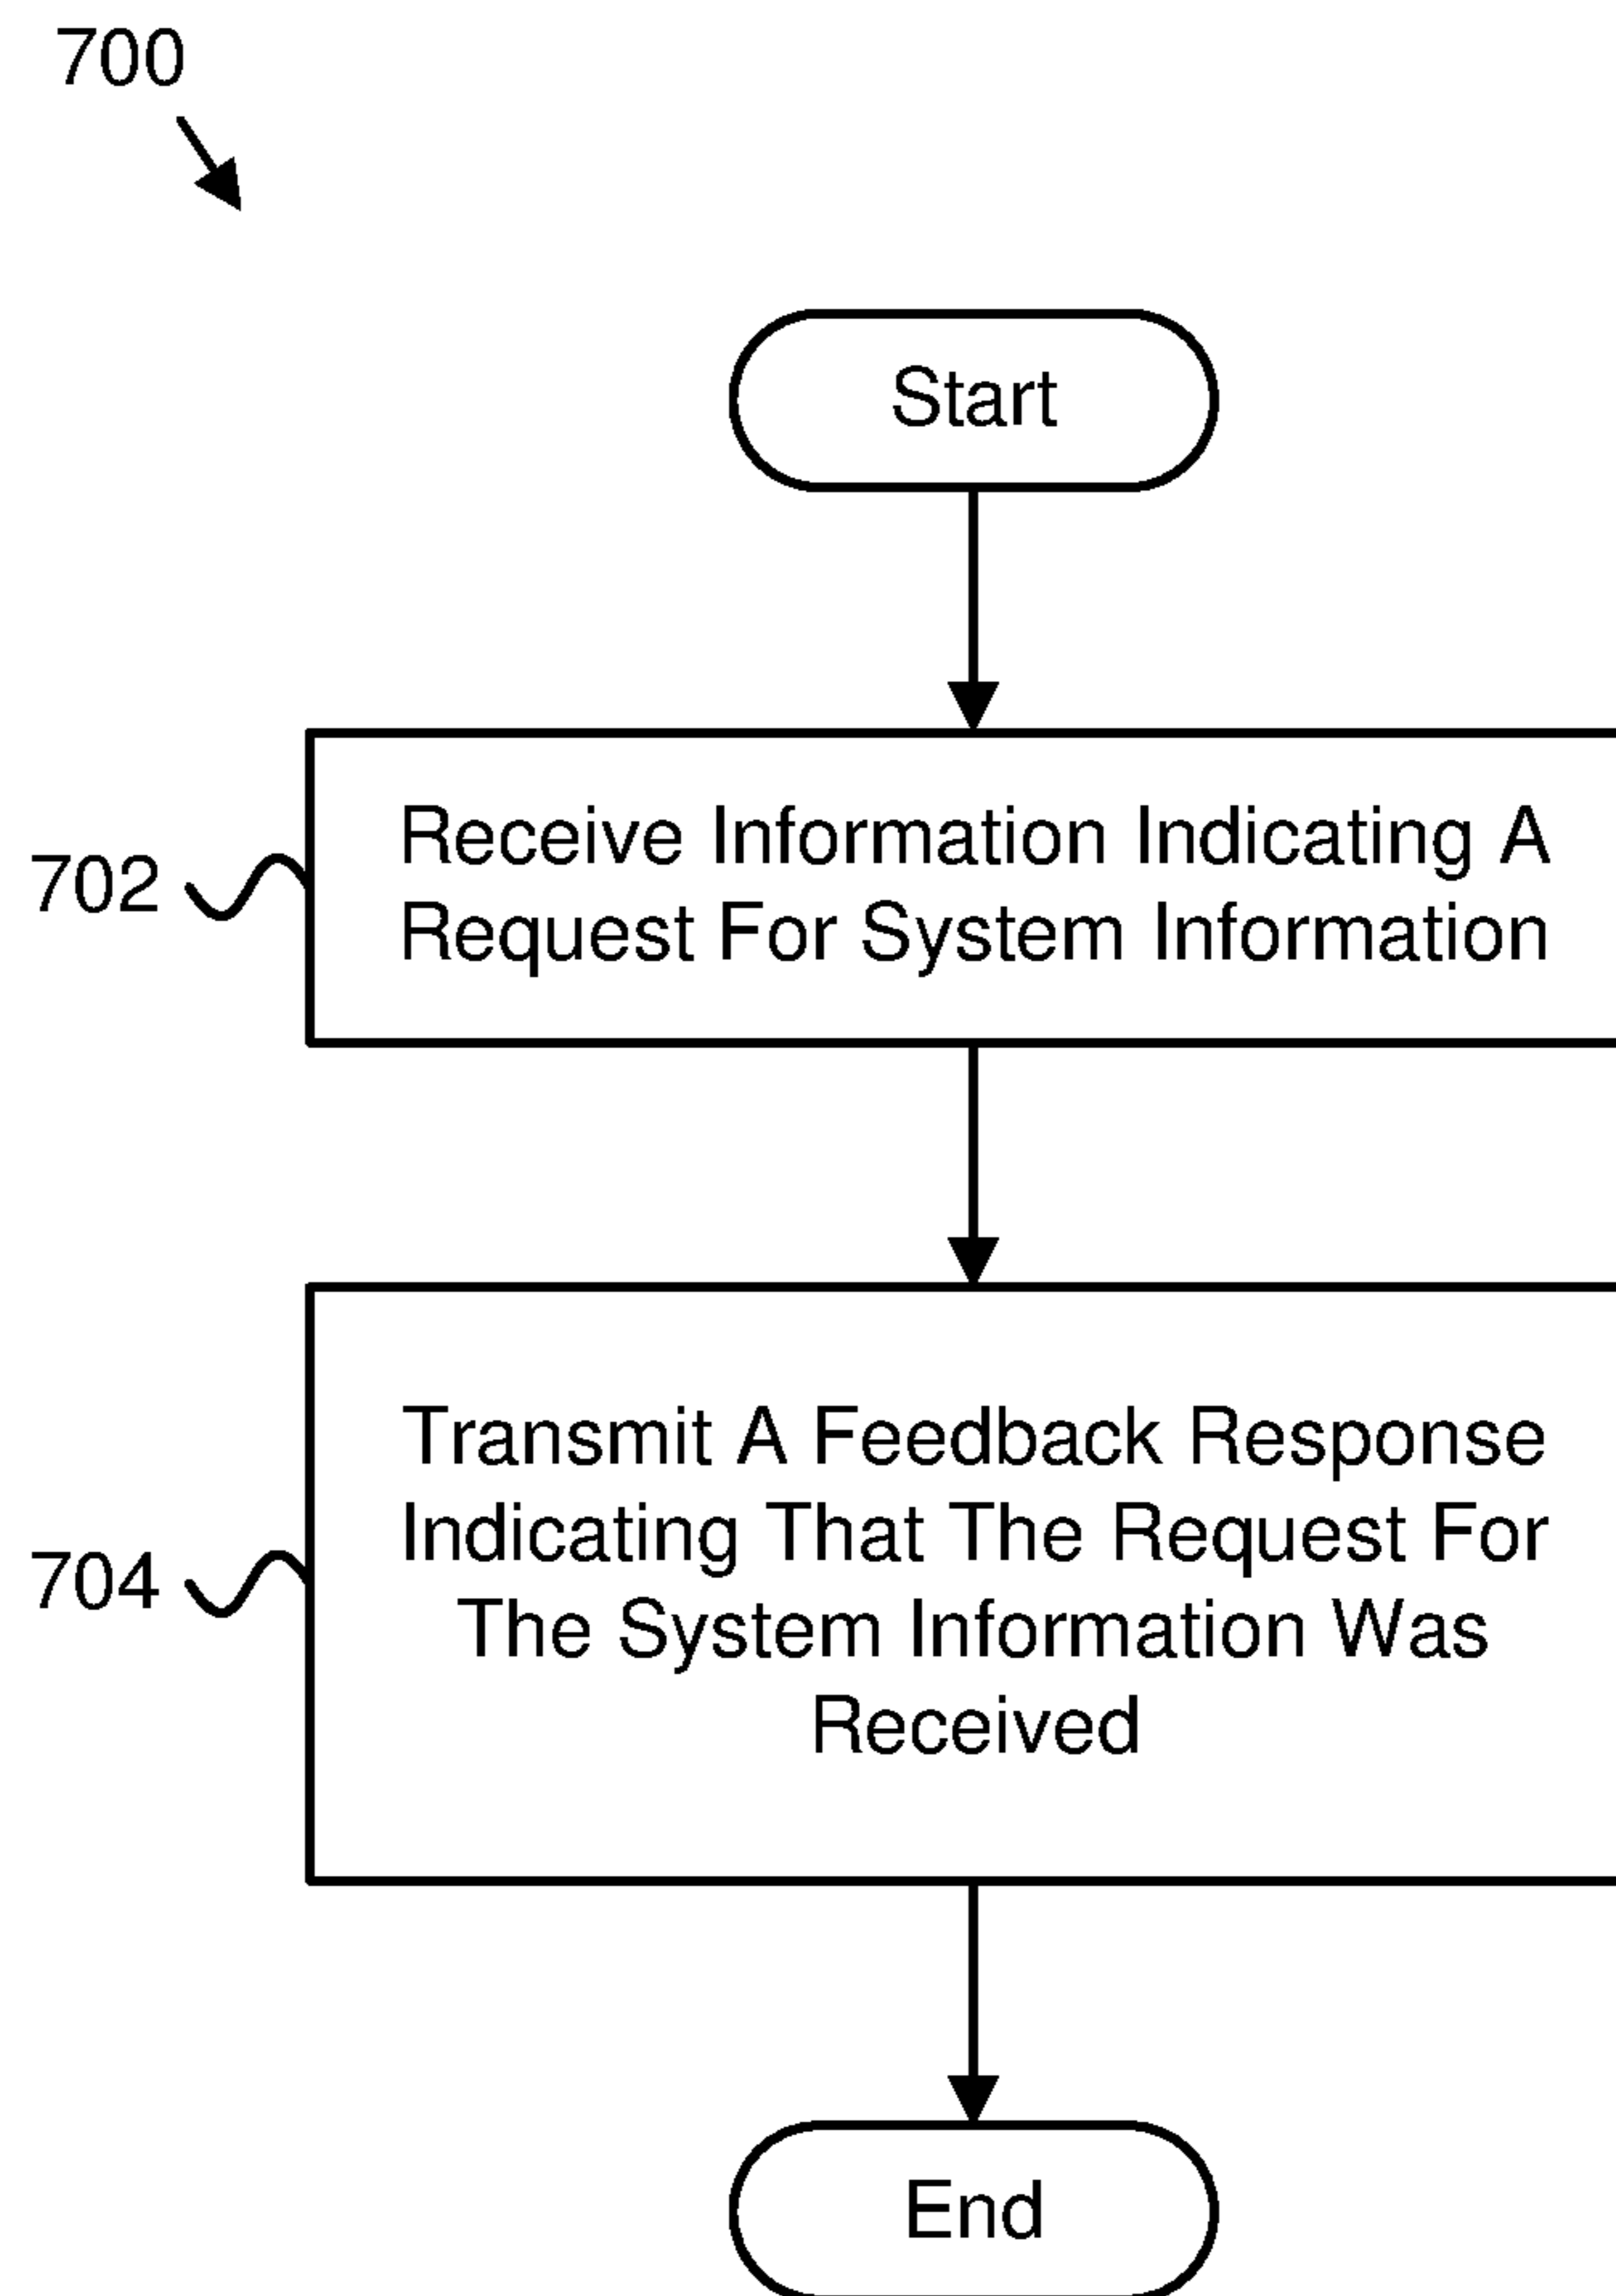 700
Start
702
Receive Information Indicating A
Request For System Information
704
Transmit A Feedback Response
Indicating That The Request For
The System Information Was
Received
End